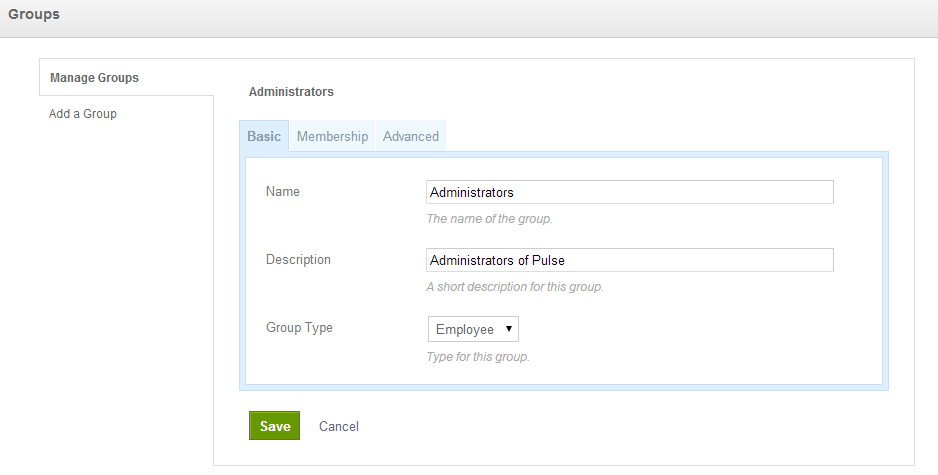 Groups
Manage Groups
Add a Group
Administrators
Basic Membership Advanced
Name Administrators
The name of the group.
Description Administrators of Pulse
A short description for this group.
Group Type Employee
Type for this group.
Save Cancel